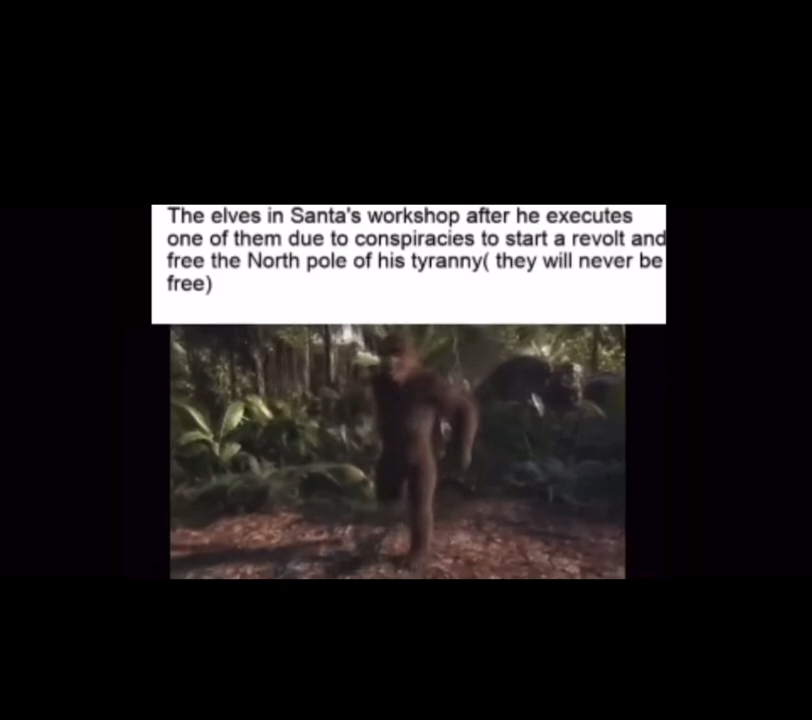 The elves in Santa's workshop after he executes
one of them due to conspiracies to start a revolt and
free the North pole of his tyranny( they will never be
free)